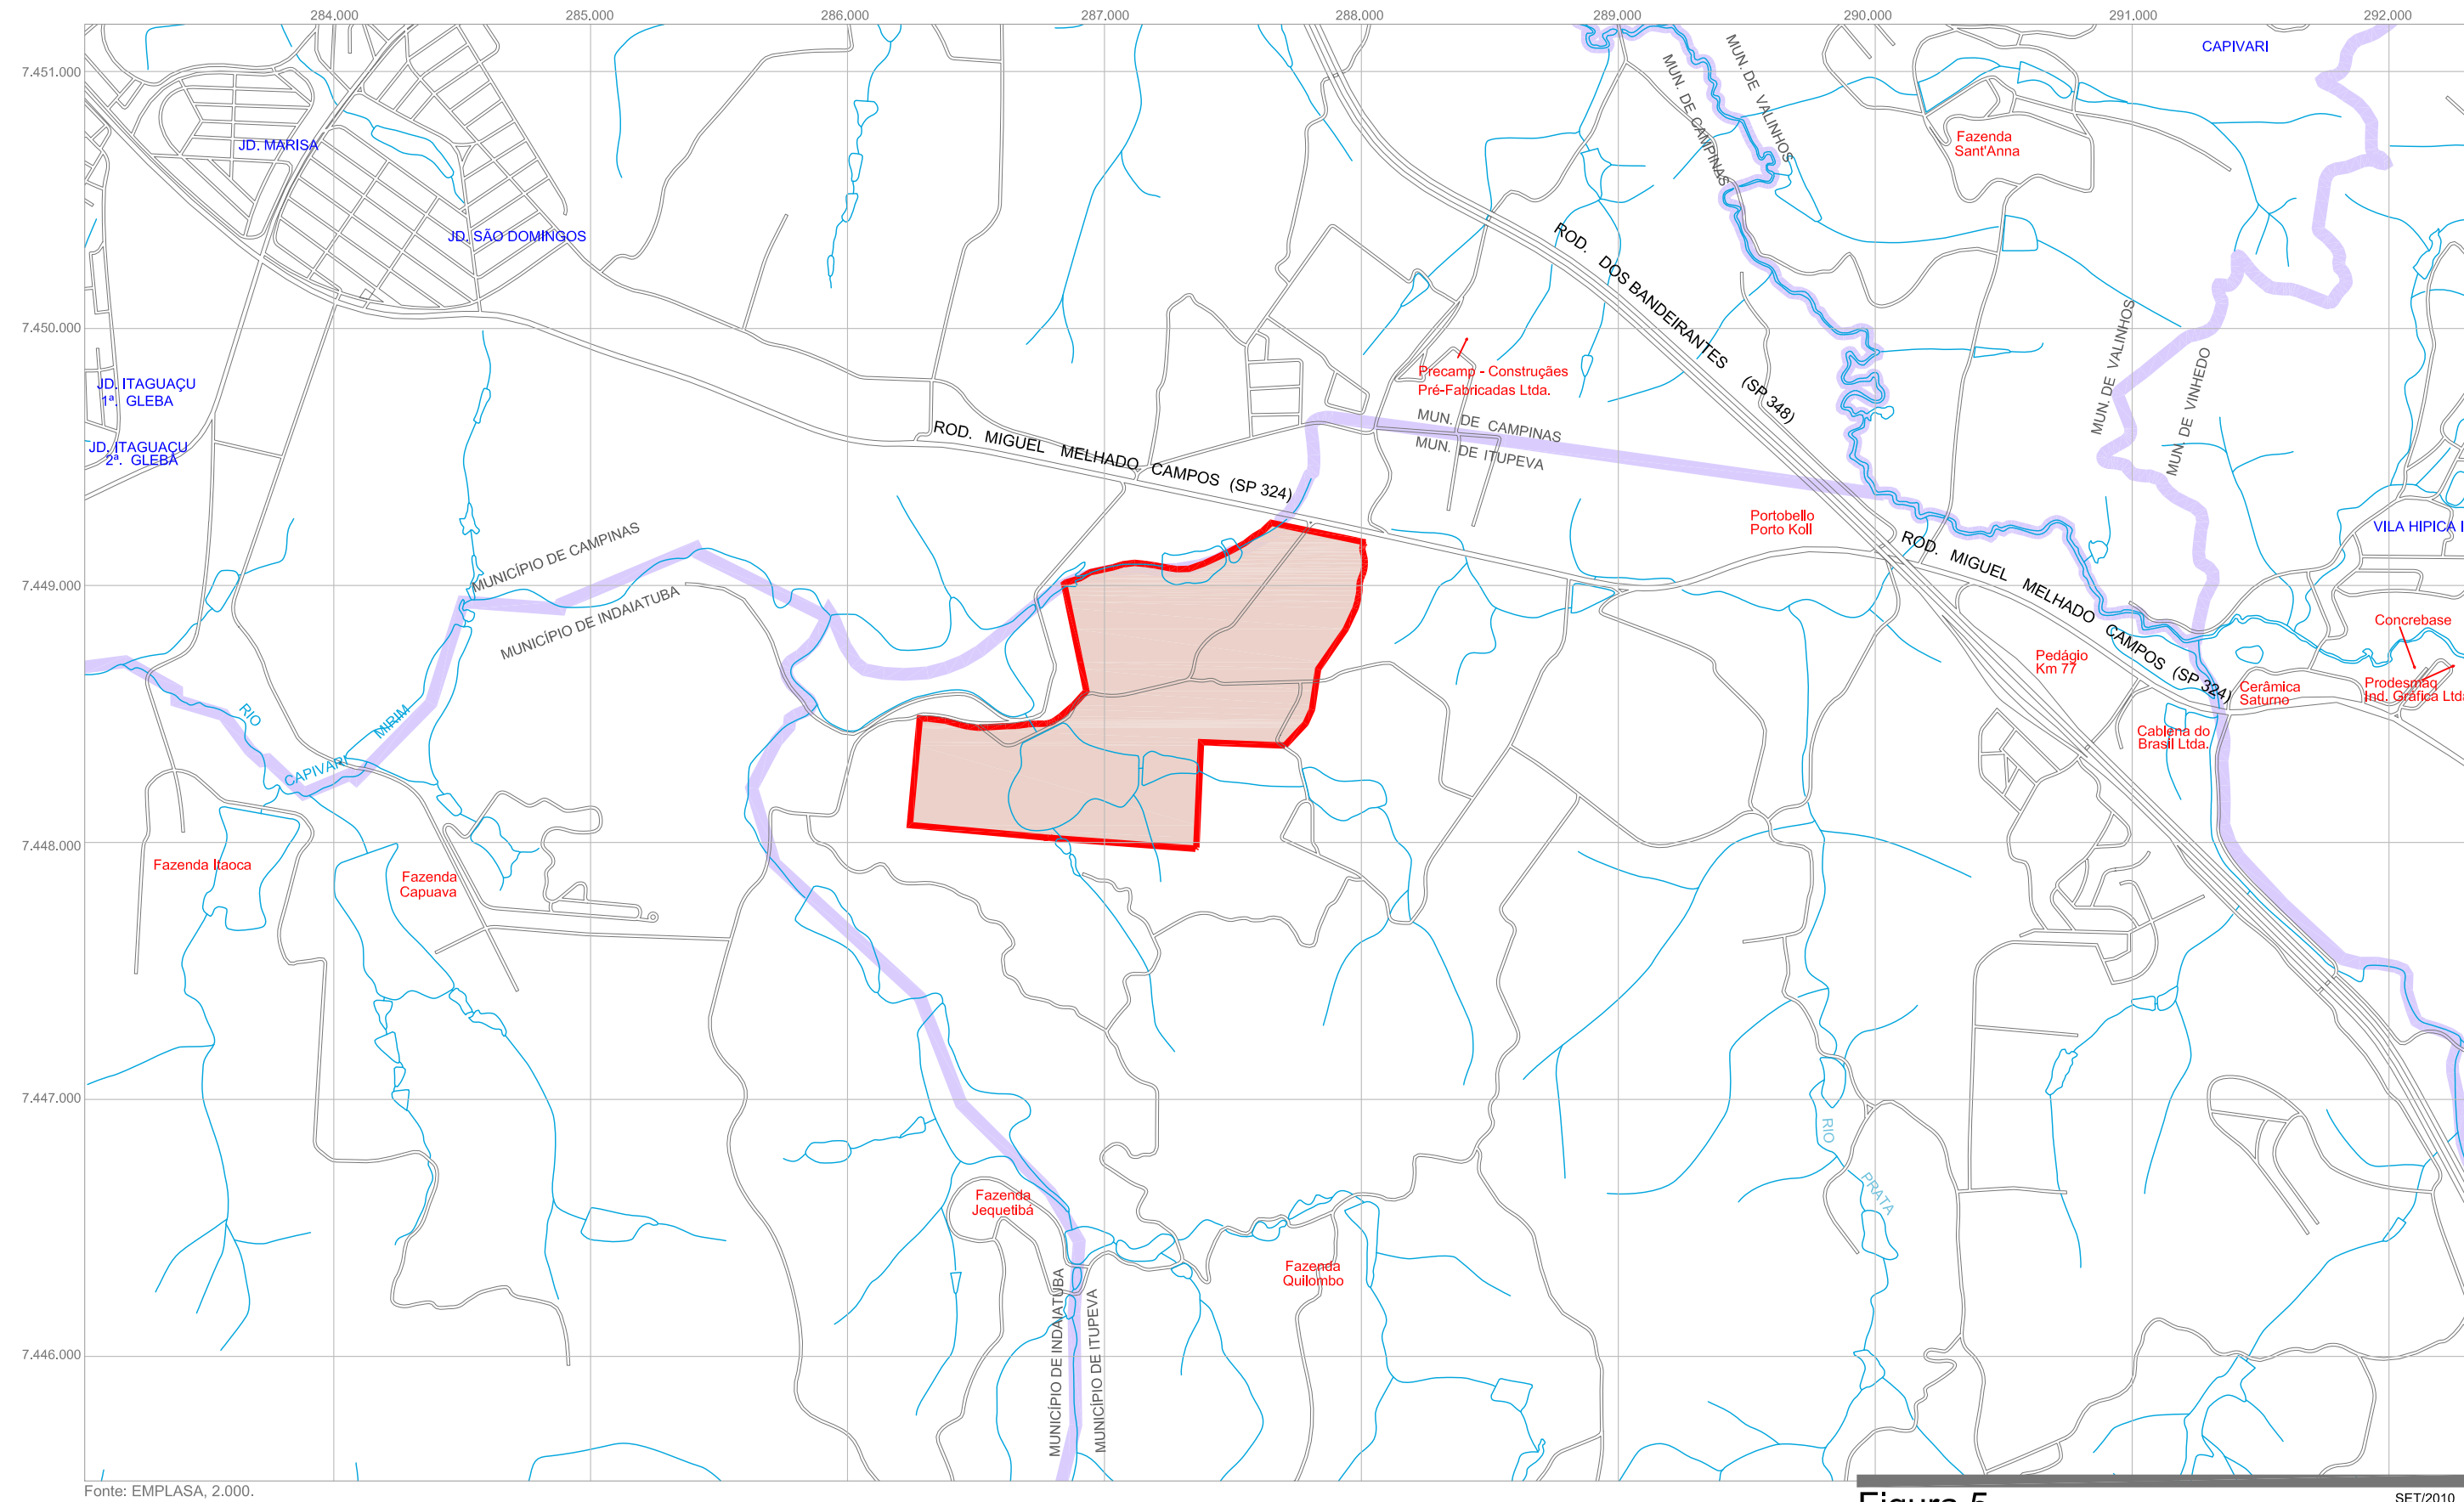 284.000
285.000
286.000
287.000
288.000
289.000
290.000
291.000
292.000
7.451.000
7.450.000
7.449.000
7.448.000
7.447.000
7.446.000
CAPIVARI
MUN. DE VALINHOS
MUN. DE CAMPINAS
Fazenda
Sant'Anna
JD. MARISA
JD. SÃO DOMINGOS
ROD. DOS BANDEIRANTES (SP 348)
JD. ITAGUAÇU
1ª. GLEBA
JD. ITAGUAÇU
2ª. GLEBA
Precamp - Construçães
Pré-Fabricadas Ltda.
MUN. DE CAMPINAS
MUN. DE ITUPEVA
MUN. DE VALINHOS
MUN. DE VINHEDO
ROD. MIGUEL MELHADO CAMPOS (SP 324)
Portobello
Porto Koll
VILA HIPICA I
ROD. MIGUEL MELHADO CAMPOS (SP 324)
MUNICÍPIO DE CAMPINAS
MUNICÍPIO DE INDAIATUBA
Concrebase
Pedágio
Km 77
Cerâmica
Saturno
Prodesmaq
Ind. Gráfica Ltda
Cablena do
Brasil Ltda.
RIO
CAPIVARI
MIRIM
Fazenda Itaoca
Fazenda
Capuava
RIO
PRATA
Fazenda
Jequetibá
Fazenda
Quilombo
MUNICÍPIO DE INDAIATUBA
MUNICÍPIO DE ITUPEVA
Fonte: EMPLASA, 2.000.
Figura 5
SET/2010